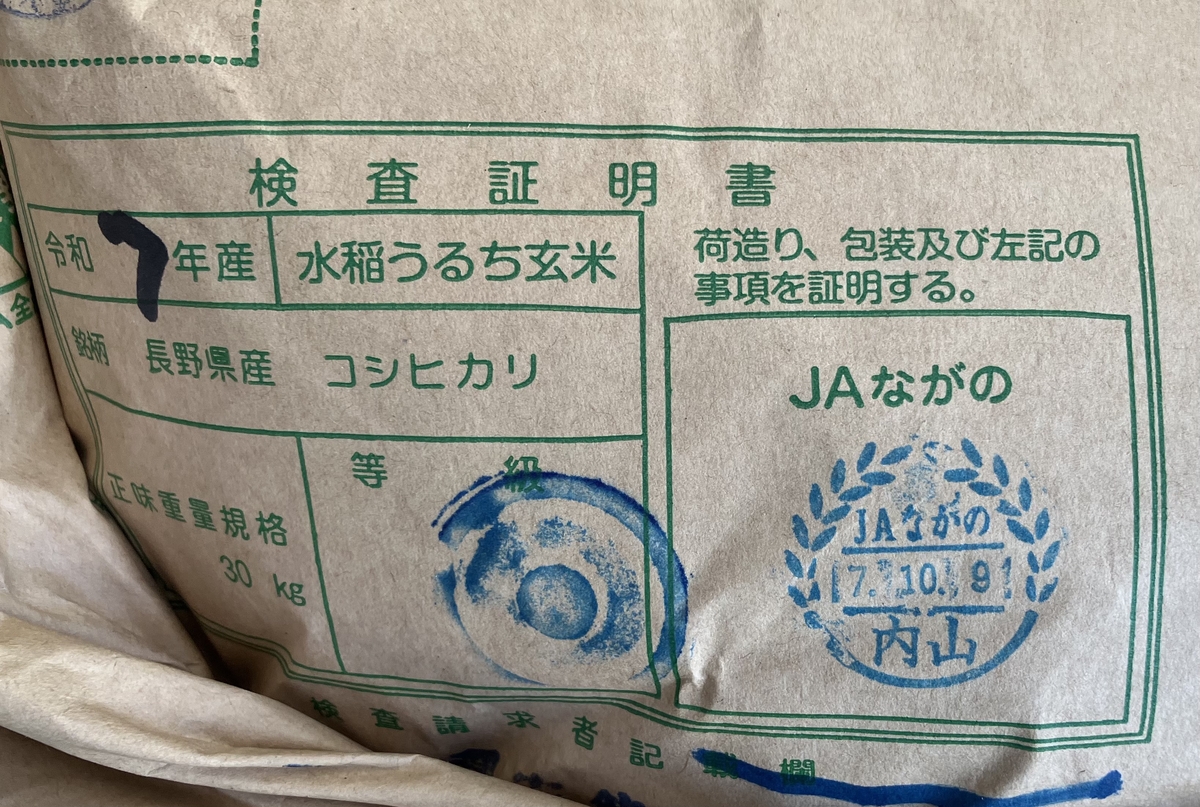 検査証明書
令和 7 年産 水稲うるち玄米
荷造り、包装及び左記の
事項を証明する。
銘柄 長野県産 コシヒカリ
JAながの
等級
正味重量規格
30 kg
JAながの
7. 10. 9
内山
検査請求者記載欄
全